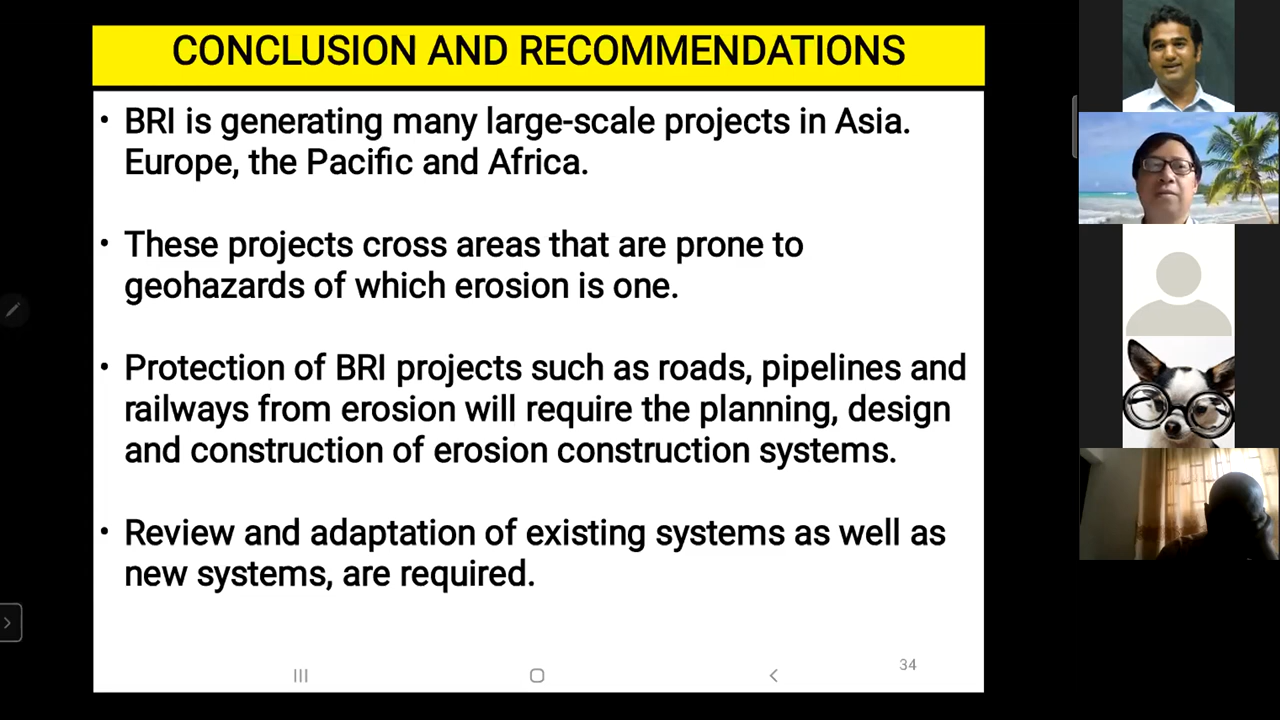 CONCLUSION AND RECOMMENDATIONS
• BRI is generating many large-scale projects in Asia.
Europe, the Pacific and Africa.
• These projects cross areas that are prone to
geohazards of which erosion is one.
• Protection of BRI projects such as roads, pipelines and
railways from erosion will require the planning, design
and construction of erosion construction systems.
• Review and adaptation of existing systems as well as
new systems, are required.
34